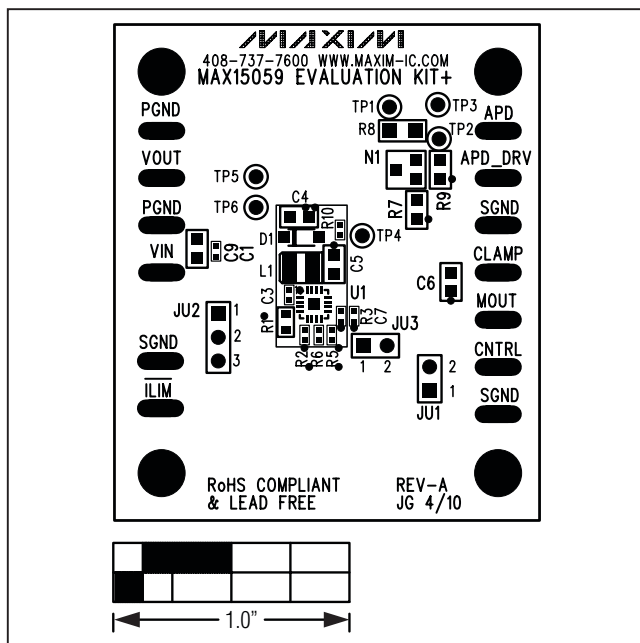 MAXIM
408-737-7600 WWW.MAXIM-IC.COM
MAX15059 EVALUATION KIT+
PGND
TP1
TP3
APD
R8
TP2
VOUT
N1
APD_DRV
TP5
R9
R7
PGND
TP6
C4
R10
SGND
D1
TP4
VIN
C9
C1
L1
C5
CLAMP
C6
C3
U1
MOUT
JU2
1
2
3
R1
R3
C7
JU3
SGND
R2
R6
R5
1 2
CNTRL
2
1
ILIM
JU1
SGND
RoHS COMPLIANT
& LEAD FREE
REV-A
JG 4/10
1.0"